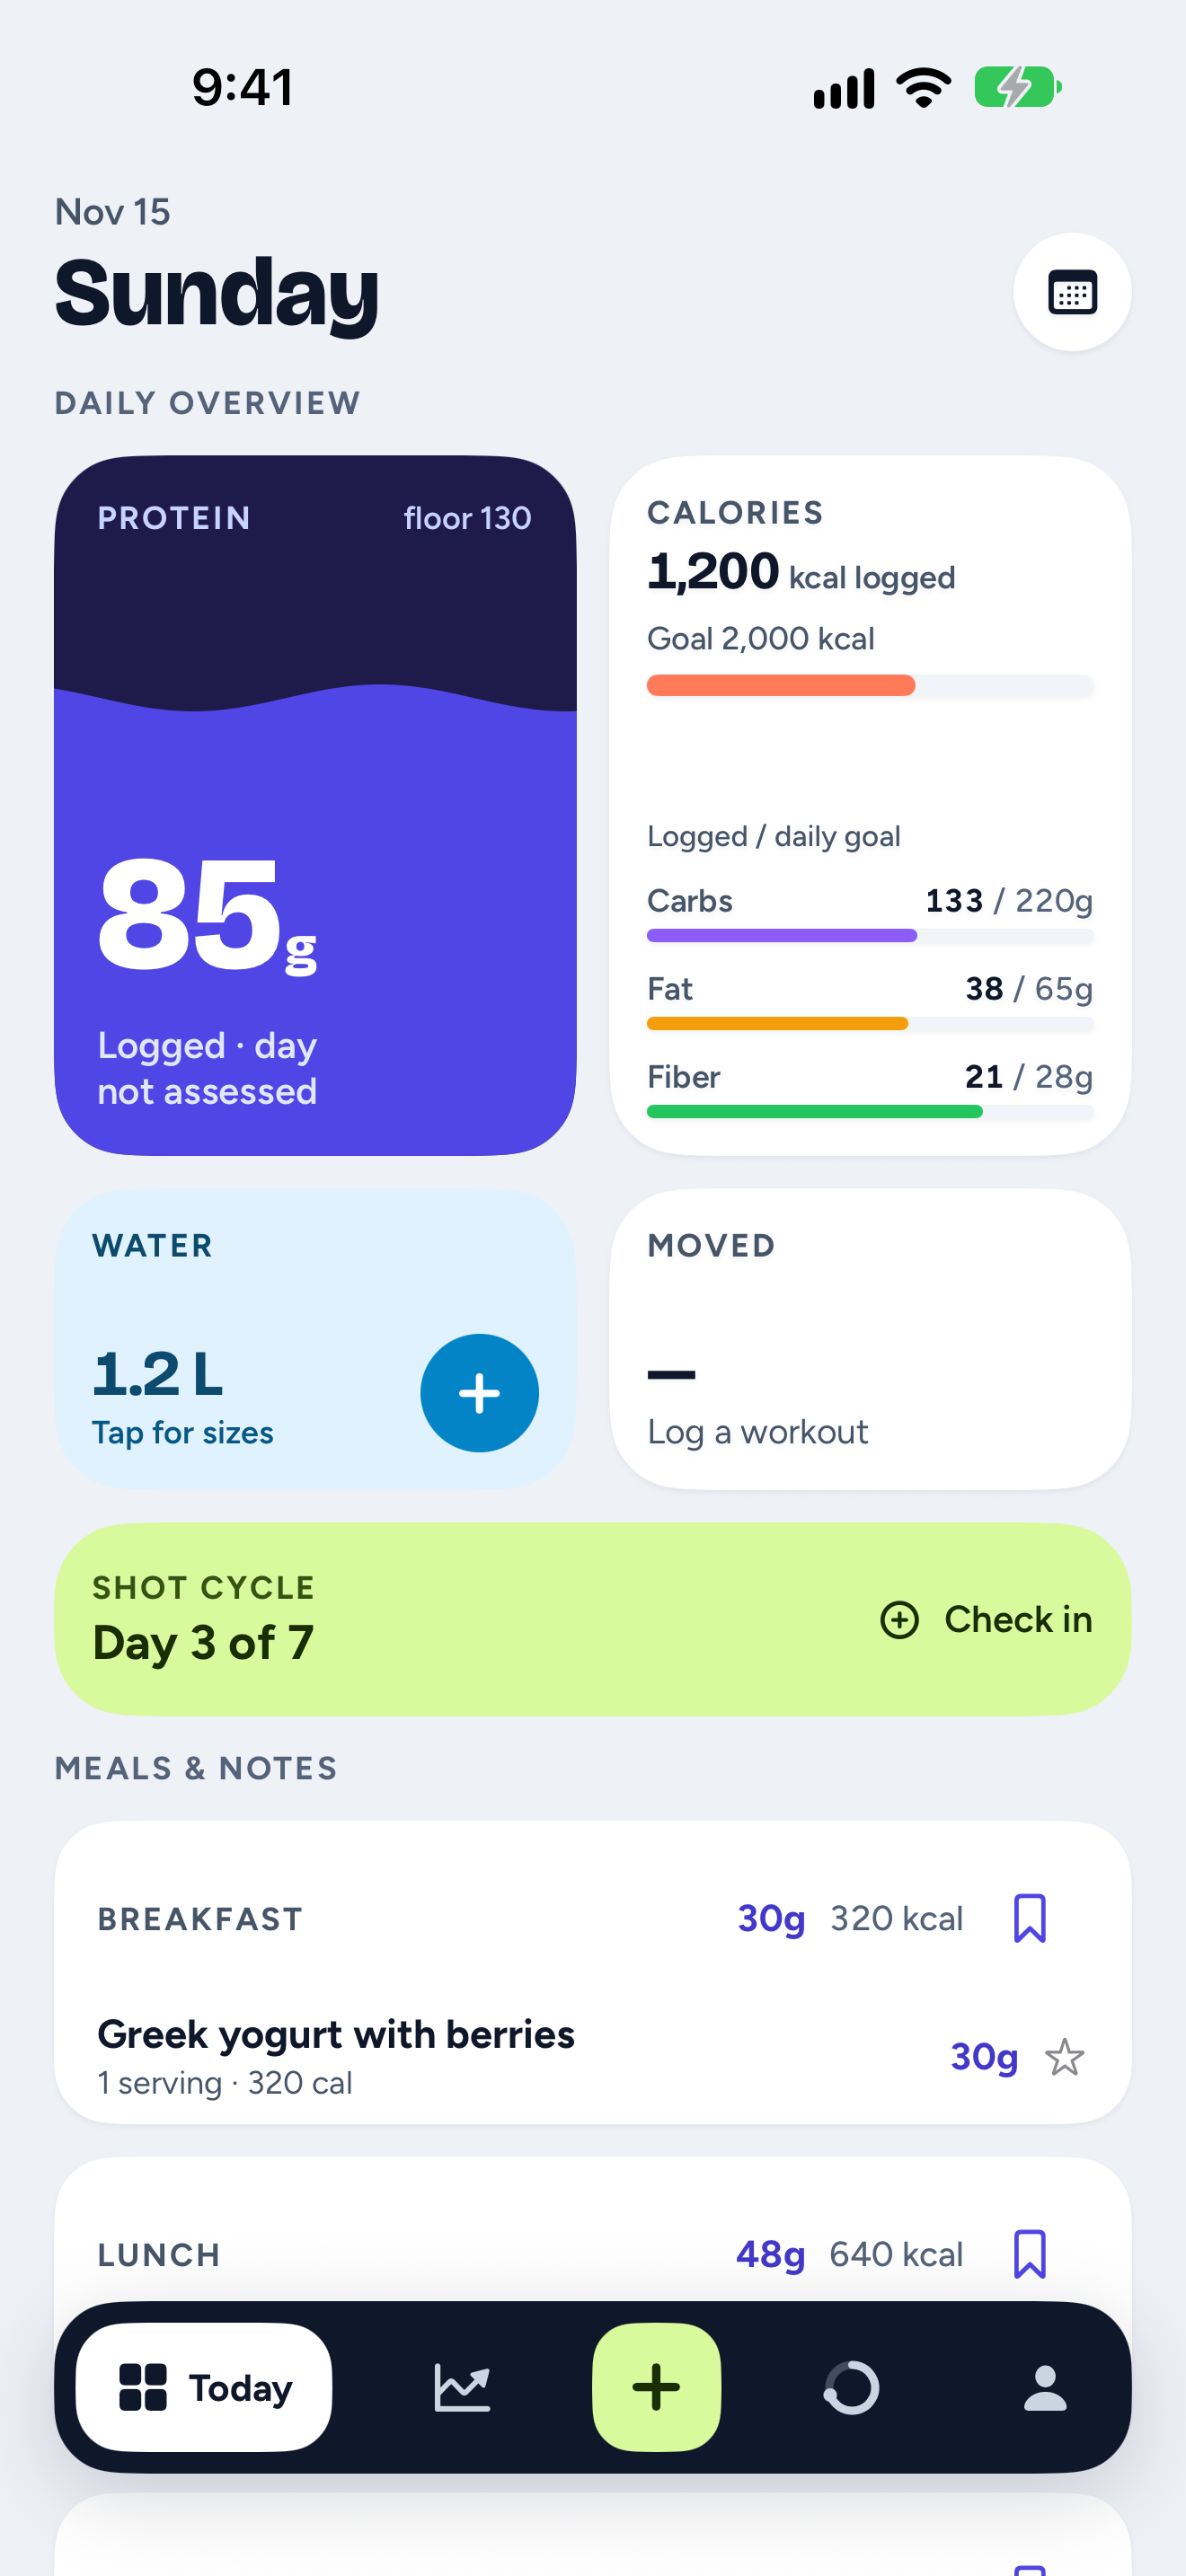 9:41
Nov 15
Sunday
DAILY OVERVIEW
PROTEIN floor 130
85g
Logged · day
not assessed
CALORIES
1,200 kcal logged
Goal 2,000 kcal
Logged / daily goal
Carbs 133 / 220g
Fat 38 / 65g
Fiber 21 / 28g
WATER
1.2 L
Tap for sizes
MOVED
—
Log a workout
SHOT CYCLE
Day 3 of 7
Check in
MEALS & NOTES
BREAKFAST 30g 320 kcal
Greek yogurt with berries
1 serving · 320 cal
30g
LUNCH 48g 640 kcal
Today